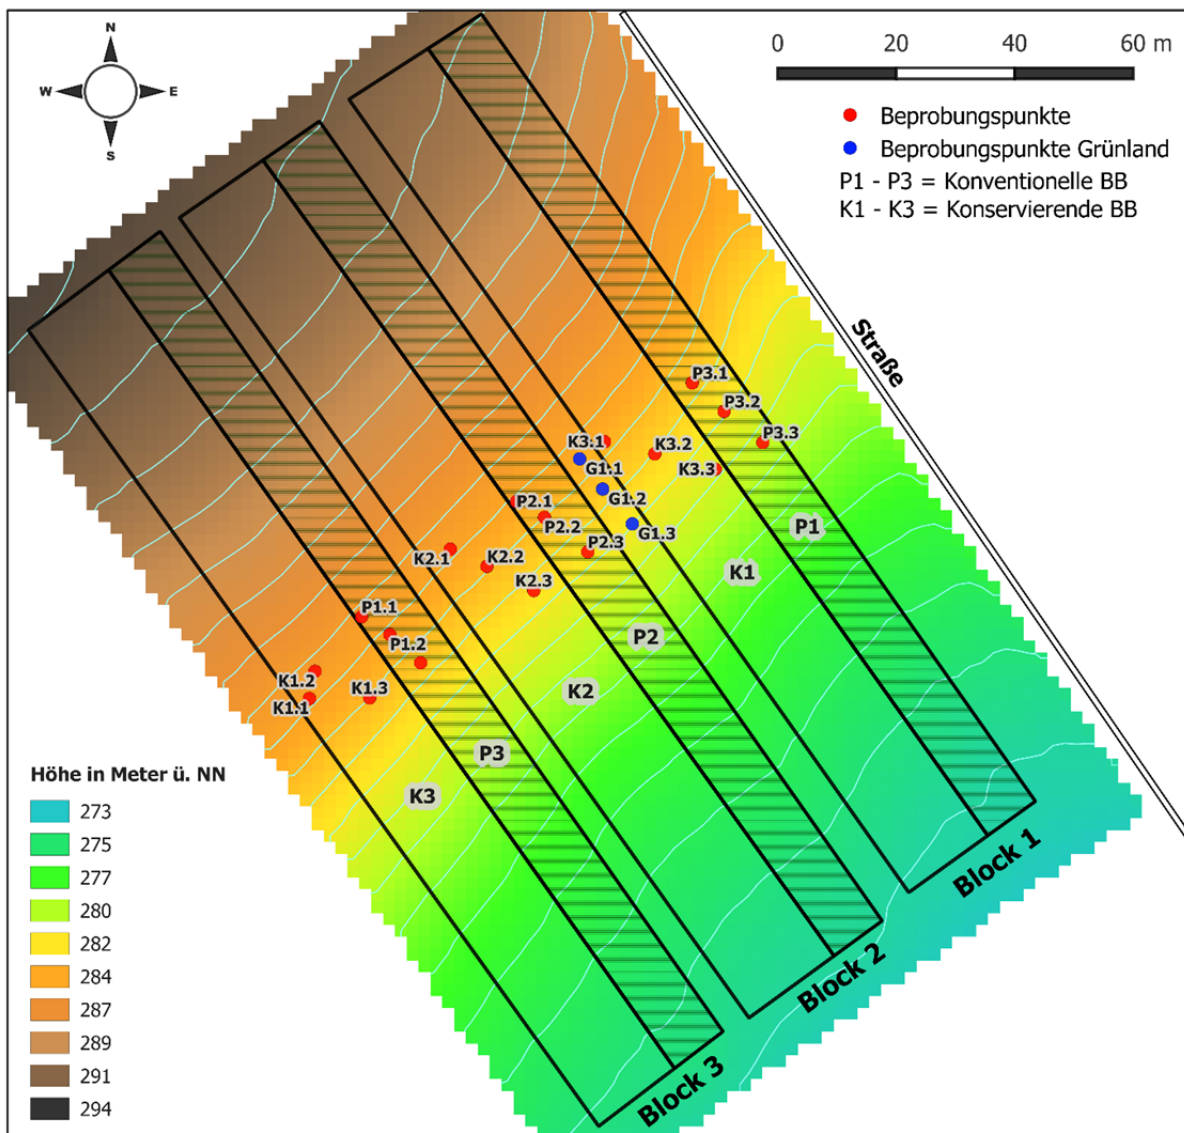 N
W E
S
0 20 40 60 m
Beprobungspunkte
Beprobungspunkte Grünland
P1 - P3 = Konventionelle BB
K1 - K3 = Konservierende BB
Straße
P3.1
P3.2
P3.3
K3.1
K3.2
K3.3
G1.1
G1.2
G1.3
P2.1
P2.2
P2.3
K2.1
K2.2
K2.3
P1.1
P1.2
K1.2
K1.3
K1.1
P1
K1
P2
K2
P3
K3
Block 1
Block 2
Block 3
Höhe in Meter ü. NN
273
275
277
280
282
284
287
289
291
294